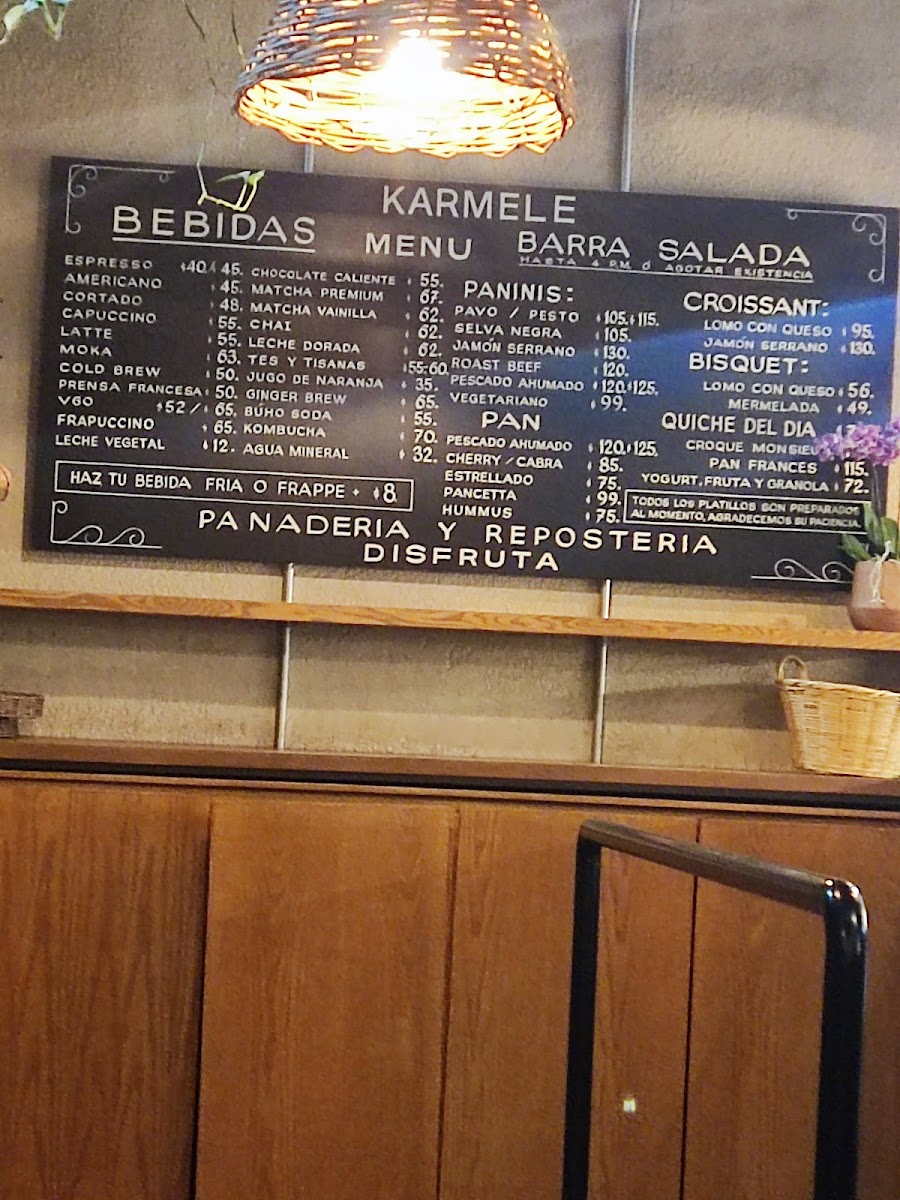 KARMELE
MENU
BEBIDAS
ESPRESSO $40./45.
AMERICANO $45.
CORTADO $48.
CAPUCCINO $55.
LATTE $55.
MOKA $63.
COLD BREW $50.
PRENSA FRANCESA $50.
V60 $52/$65.
FRAPUCCINO $65.
LECHE VEGETAL $12.
HAZ TU BEBIDA FRIA O FRAPPE + $8.
CHOCOLATE CALIENTE $55.
MATCHA PREMIUM $67.
MATCHA VAINILLA $62.
CHAI $62.
LECHE DORADA $62.
TES Y TISANAS $55:60.
JUGO DE NARANJA $35.
GINGER BREW $65.
BÚHO SODA $55.
KOMBUCHA $70.
AGUA MINERAL $32.
BARRA SALADA
HASTA 4 P.M. Ó AGOTAR EXISTENCIA
PANINIS:
PAVO / PESTO $105.$115.
SELVA NEGRA $105.
JAMÓN SERRANO $130.
ROAST BEEF $120.
PESCADO AHUMADO $120.$125.
VEGETARIANO $99.
PAN
PESCADO AHUMADO $120.$125.
CHERRY / CABRA $85.
ESTRELLADO $75.
PANCETTA $99.
HUMMUS $75.
CROISSANT:
LOMO CON QUESO $95.
JAMÓN SERRANO $130.
BISQUET:
LOMO CON QUESO $56.
MERMELADA $49.
QUICHE DEL DIA
CROQUE
PAN FRANCES $115.
YOGURT, FRUTA Y GRANOLA $72.
TODOS LOS PLATILLOS SON PREPARADOS
AL MOMENTO, AGRADECEMOS SU PACIENCIA.
PANADERIA Y REPOSTERIA
DISFRUTA